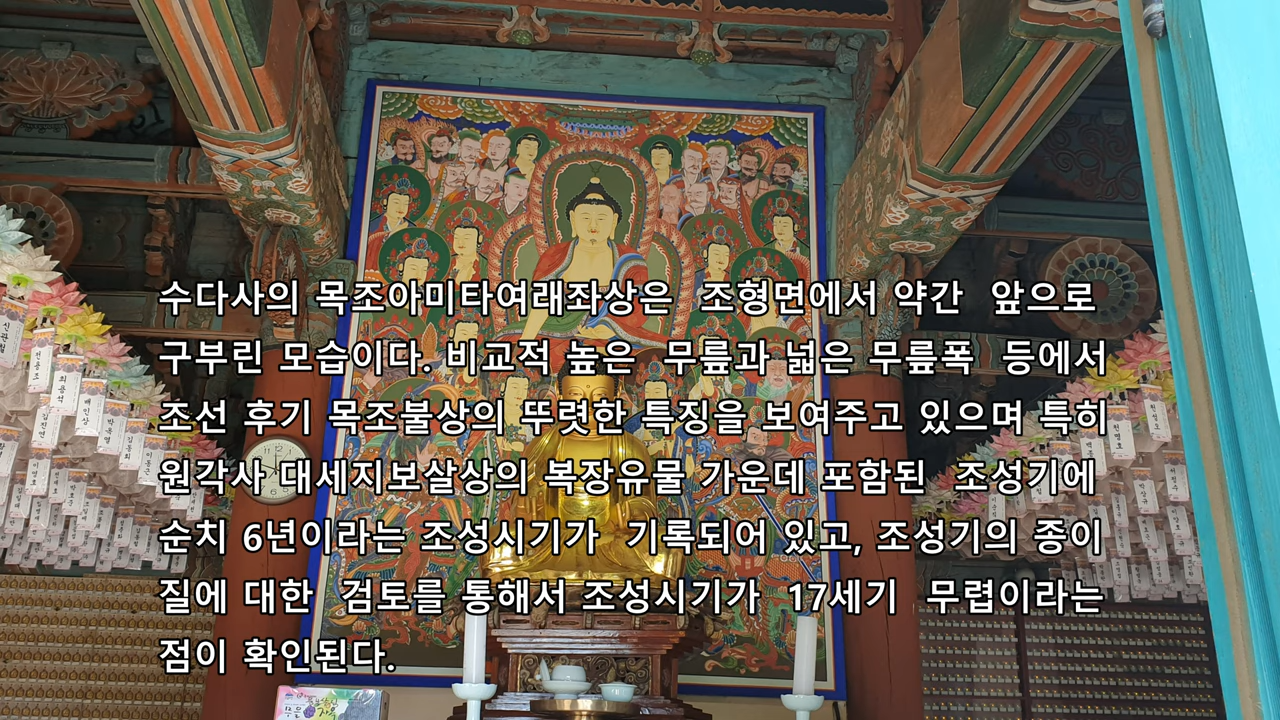 수다사의 목조아미타여래좌상은 조형면에서 약간 앞으로
구부린 모습이다. 비교적 높은 무릎과 넓은 무릎폭 등에서
조선 후기 목조불상의 뚜렷한 특징을 보여주고 있으며 특히
원각사 대세지보살상의 복장유물 가운데 포함된 조성기에
순치 6년이라는 조성시기가 기록되어 있고, 조성기의 종이
질에 대한 검토를 통해서 조성시기가 17세기 무렵이라는
점이 확인된다.